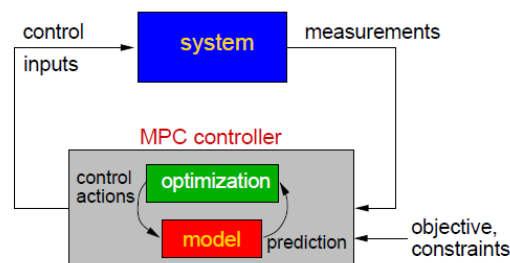 control
inputs
system
measurements
MPC controller
control
actions
optimization
model
prediction
objective,
constraints